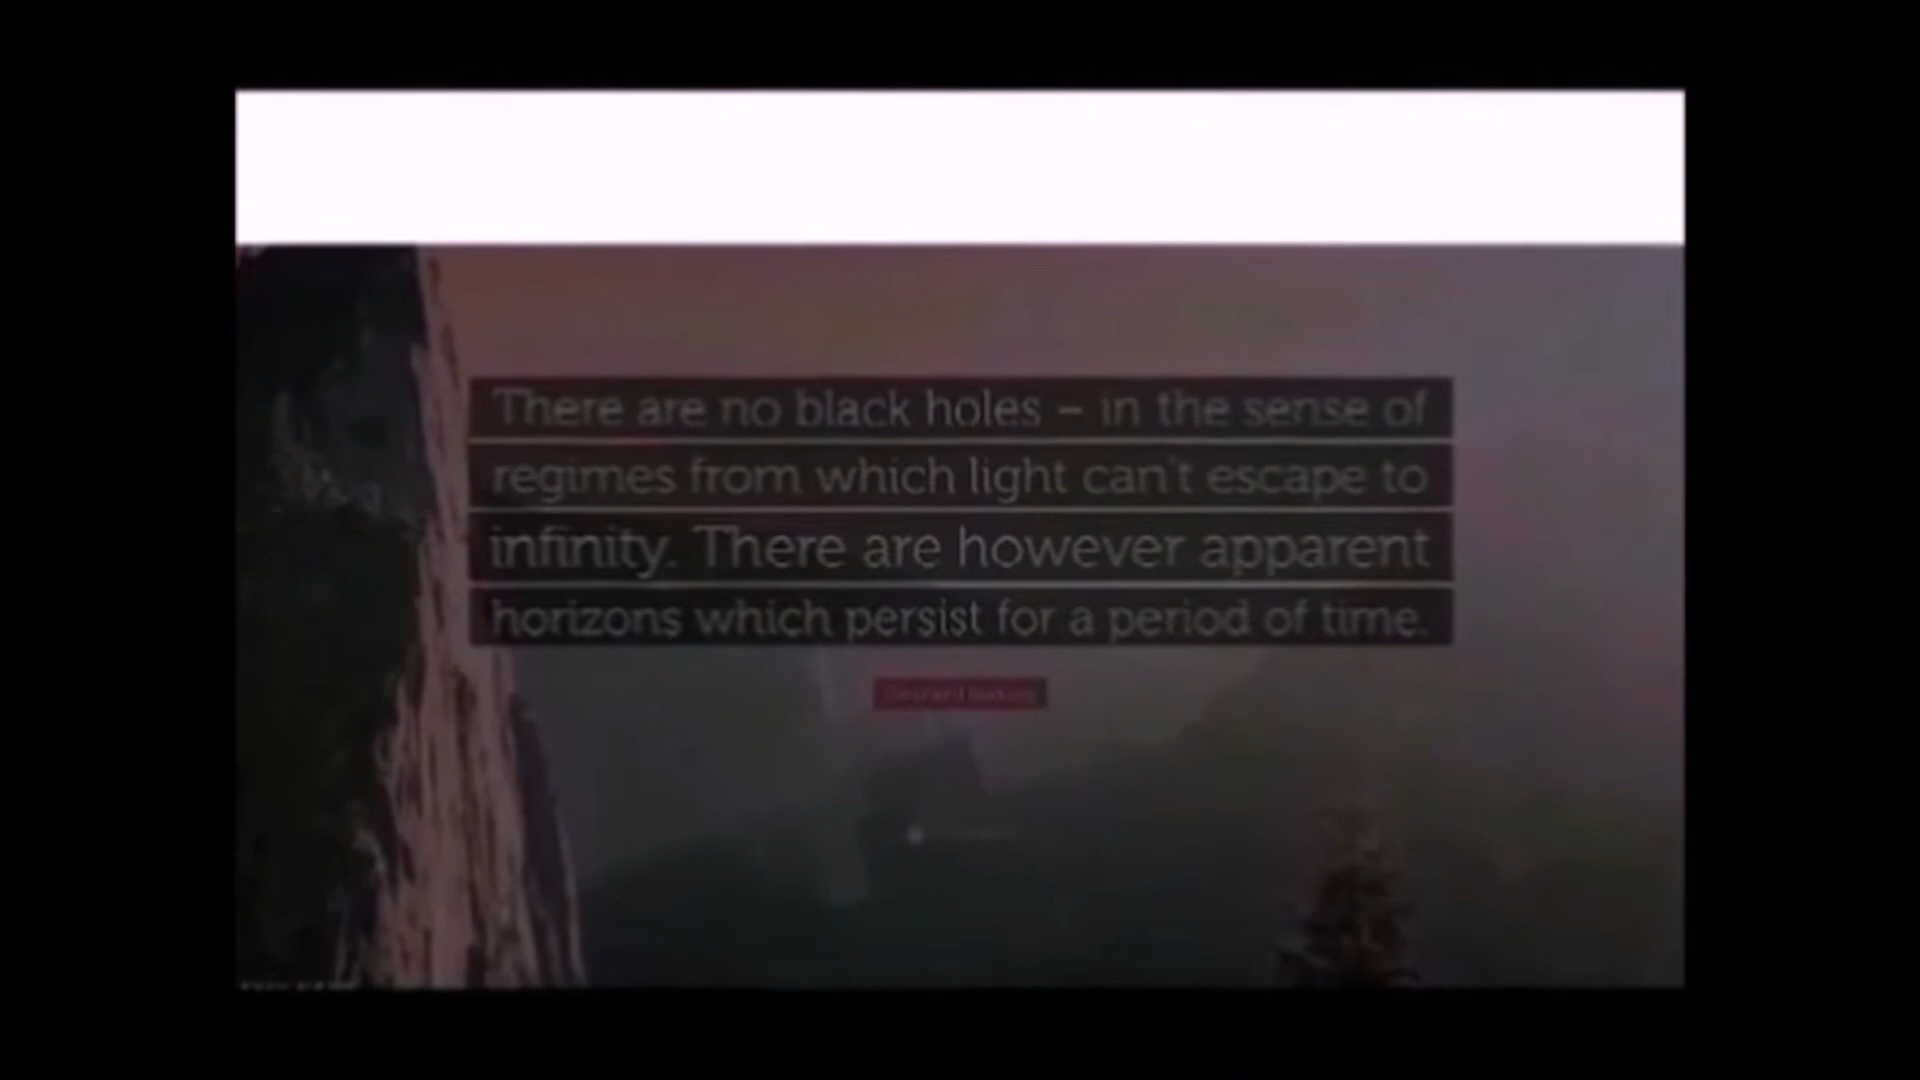 There are no black holes – in the sense of
regimes from which light can't escape to
infinity. There are however apparent
horizons which persist for a period of time.